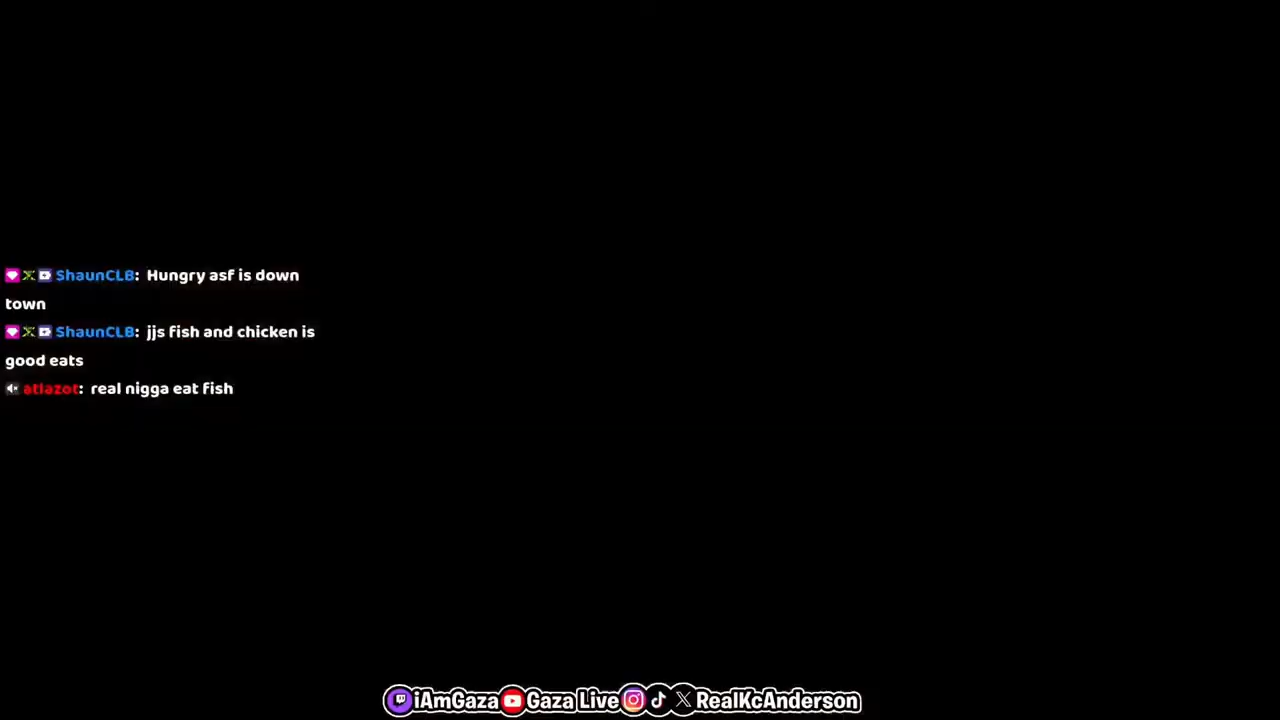 ShaunCLB: Hungry asf is down
town
ShaunCLB: jjs fish and chicken is
good eats
atlazot: real nigga eat fish
iAmGaza Gaza Live RealKcAnderson